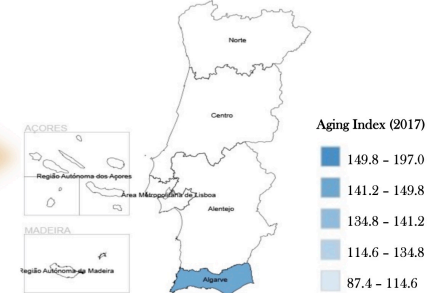 Norte
Centro
Aging Index (2017)
AÇORES
149.8 – 197.0
Região Autónoma dos Açores
141.2 – 149.8
Área Metropolitana de Lisboa
Alentejo
134.8 – 141.2
MADEIRA
114.6 – 134.8
Região Autónoma da Madeira
Algarve
87.4 – 114.6